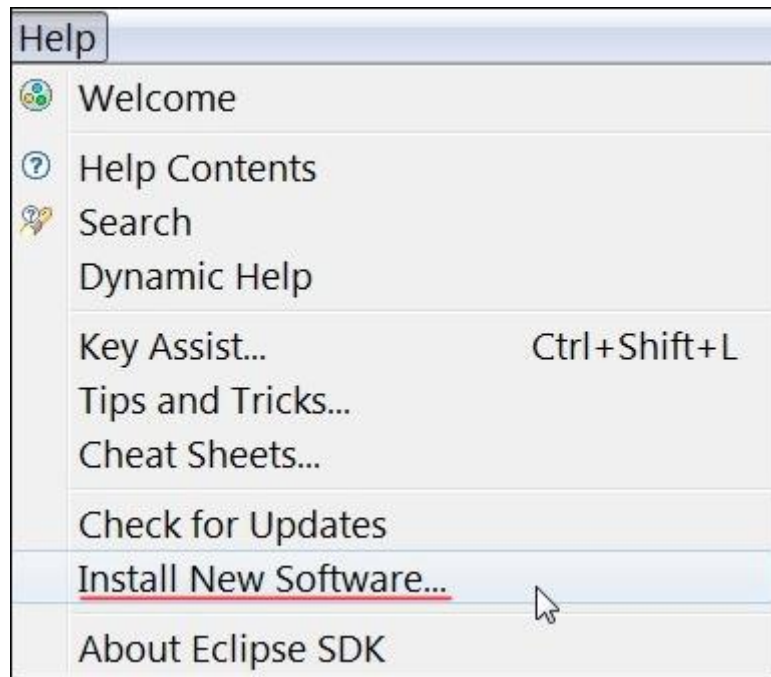 Help
Welcome
Help Contents
Search
Dynamic Help
Key Assist... Ctrl+Shift+L
Tips and Tricks...
Cheat Sheets...
Check for Updates
Install New Software...
About Eclipse SDK